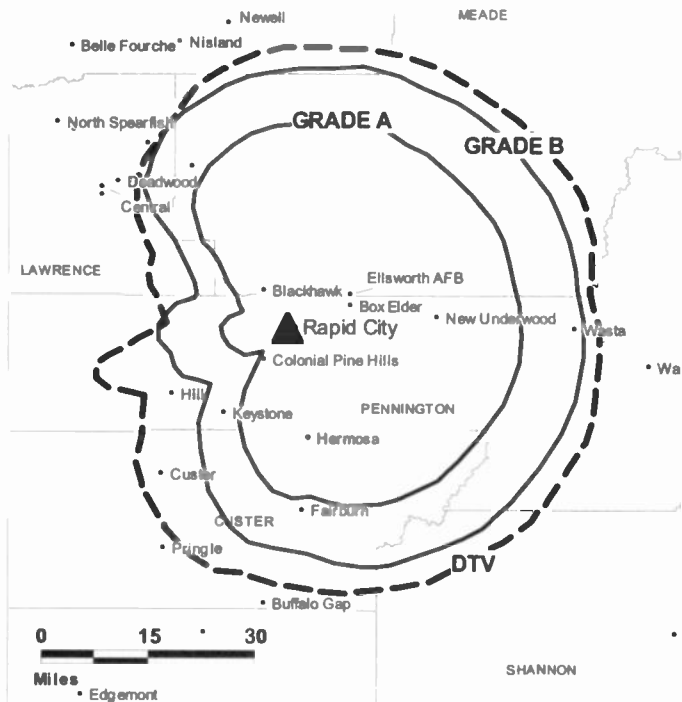 Newell
MEADE
Nisland
Belle Fourche
North Spearfish
GRADE A
GRADE B
Deadwood
Central
LAWRENCE
Ellsworth AFB
Blackhawk
Box Elder
New Underwood
Rapid City
Wasta
Colonial Pine Hills
Wa
Hill
Keystone
PENNINGTON
Hermosa
Custer
Fairburn
CUSTER
Pringle
DTV
Buffalo Gap
0 15 30
Miles
SHANNON
Edgemont